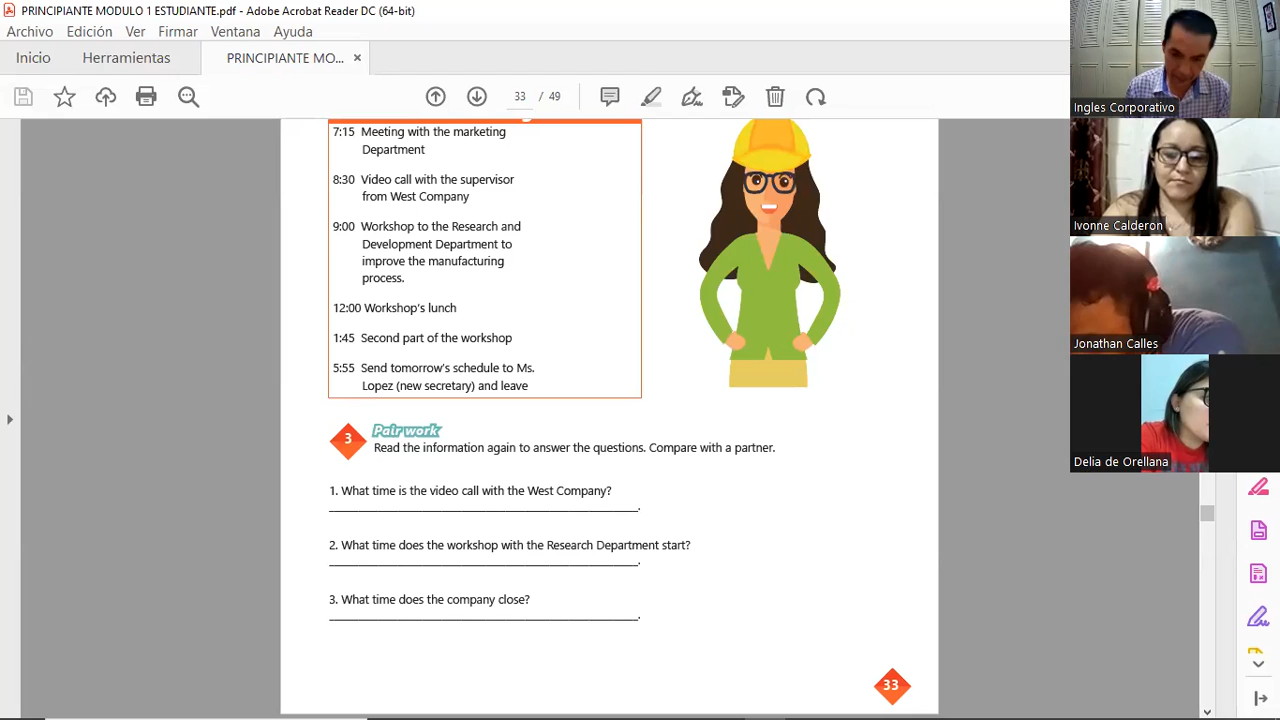 PRINCIPIANTE MODULO 1 ESTUDIANTE.pdf - Adobe Acrobat Reader DC (64-bit)
Archivo Edición Ver Firmar Ventana Ayuda
Inicio Herramientas PRINCIPIANTE MO... ×
33 / 49
7:15 Meeting with the marketing
Department
8:30 Video call with the supervisor
from West Company
9:00 Workshop to the Research and
Development Department to
improve the manufacturing
process.
12:00 Workshop's lunch
1:45 Second part of the workshop
5:55 Send tomorrow's schedule to Ms.
Lopez (new secretary) and leave
3 Pair work
Read the information again to answer the questions. Compare with a partner.
1. What time is the video call with the West Company?
2. What time does the workshop with the Research Department start?
3. What time does the company close?
33
Ingles Corporativo
Ivonne Calderon
Jonathan Calles
Delia de Orellana